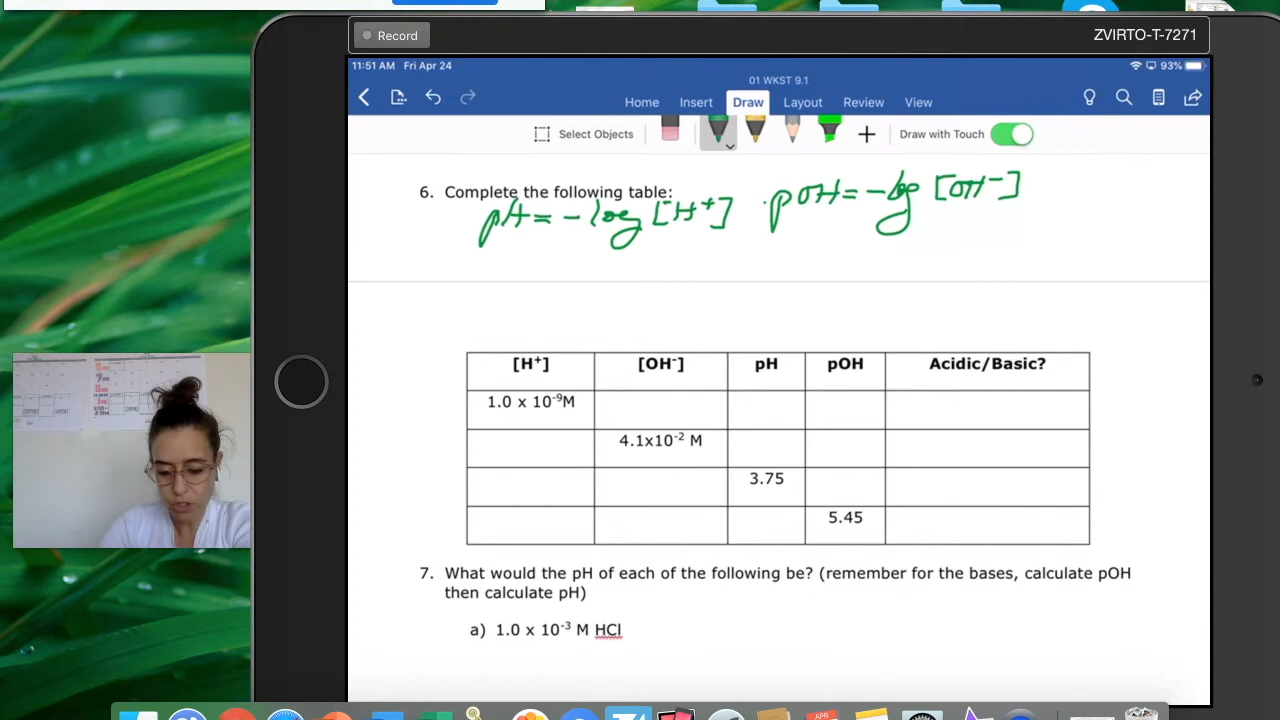 Record
ZVIRTO-T-7271
11:51 AM Fri Apr 24
93%
01 WKST 9.1
Home Insert Draw Layout Review View
Select Objects
Draw with Touch
6. Complete the following table:
pH = -log [H⁺] pOH = -log [OH⁻]
[H⁺] [OH⁻] pH pOH Acidic/Basic?
1.0 x 10⁻⁹M
4.1x10⁻² M
3.75
5.45
7. What would the pH of each of the following be? (remember for the bases, calculate pOH
then calculate pH)
a) 1.0 x 10⁻³ M HCl
APR